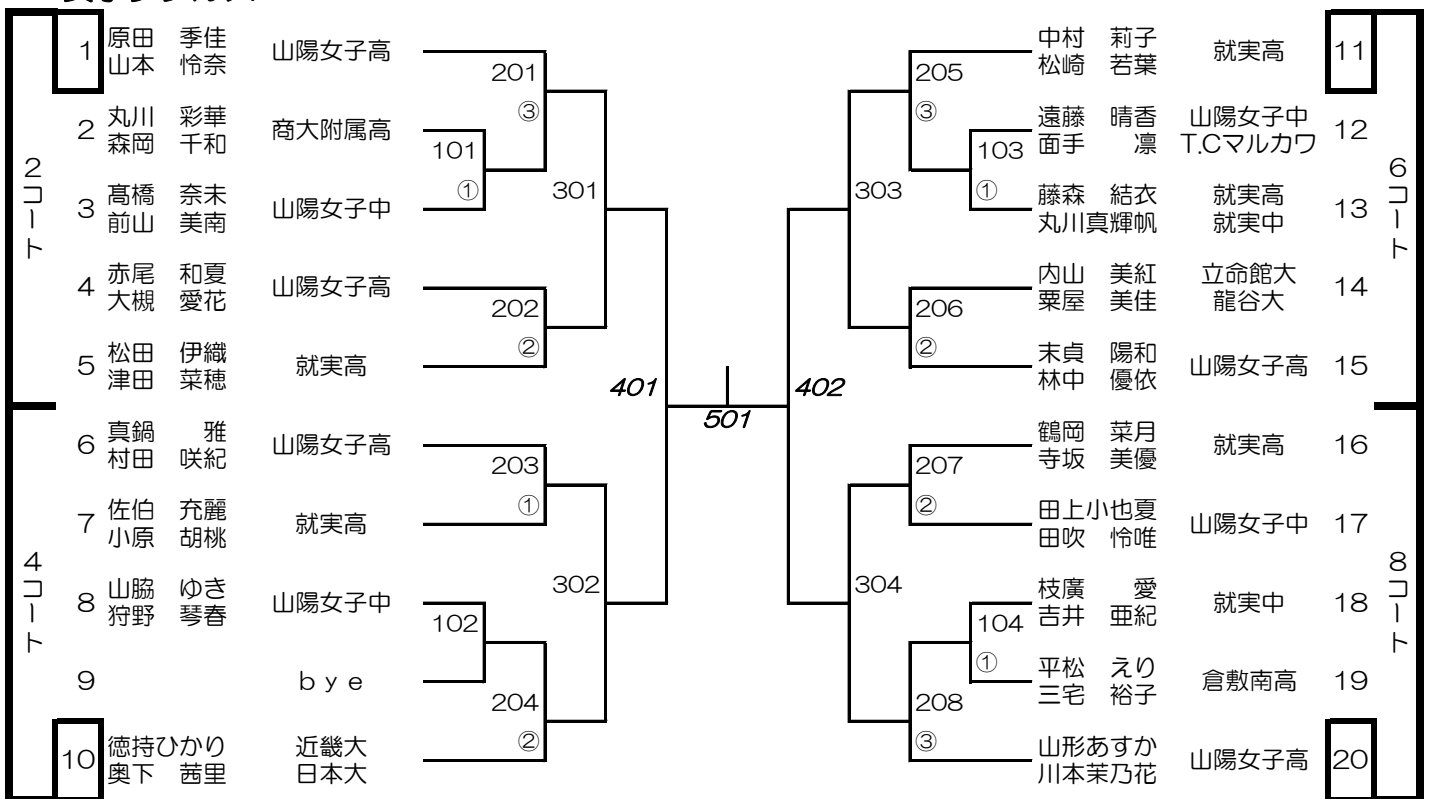 1 原田　季佳 山陽女子高
山本　怜奈
2 丸川　彩華 商大附属高
森岡　千和
3 髙橋　奈未 山陽女子中
前山　美南
4 赤尾　和夏 山陽女子高
大槻　愛花
5 松田　伊織 就実高
津田　菜穂
6 真鍋　　雅 山陽女子高
村田　咲紀
7 佐伯　充麗 就実高
小原　胡桃
8 山脇　ゆき 山陽女子中
狩野　琴春
9 ｂｙｅ
10 徳持ひかり 近畿大
奥下　茜里 日本大
2コート
4コート
201
③
101
①
301
202
②
401
203
①
302
102
204
②
501
205
③
103
①
303
206
②
402
207
②
304
104
①
208
③
中村　莉子 就実高 11
松崎　若葉
遠藤　晴香 山陽女子中 12
面手　　凛 T.Cマルカワ
藤森　結衣 就実高 13
丸川真輝帆 就実中
内山　美紅 立命館大 14
粟屋　美佳 龍谷大
末貞　陽和 山陽女子高 15
林中　優依
鶴岡　菜月 就実高 16
寺坂　美優
田上小也夏 山陽女子中 17
田吹　怜唯
枝廣　　愛 就実中 18
吉井　亜紀
平松　えり 倉敷南高 19
三宅　裕子
山形あすか 山陽女子高 20
川本茉乃花
6コート
8コート